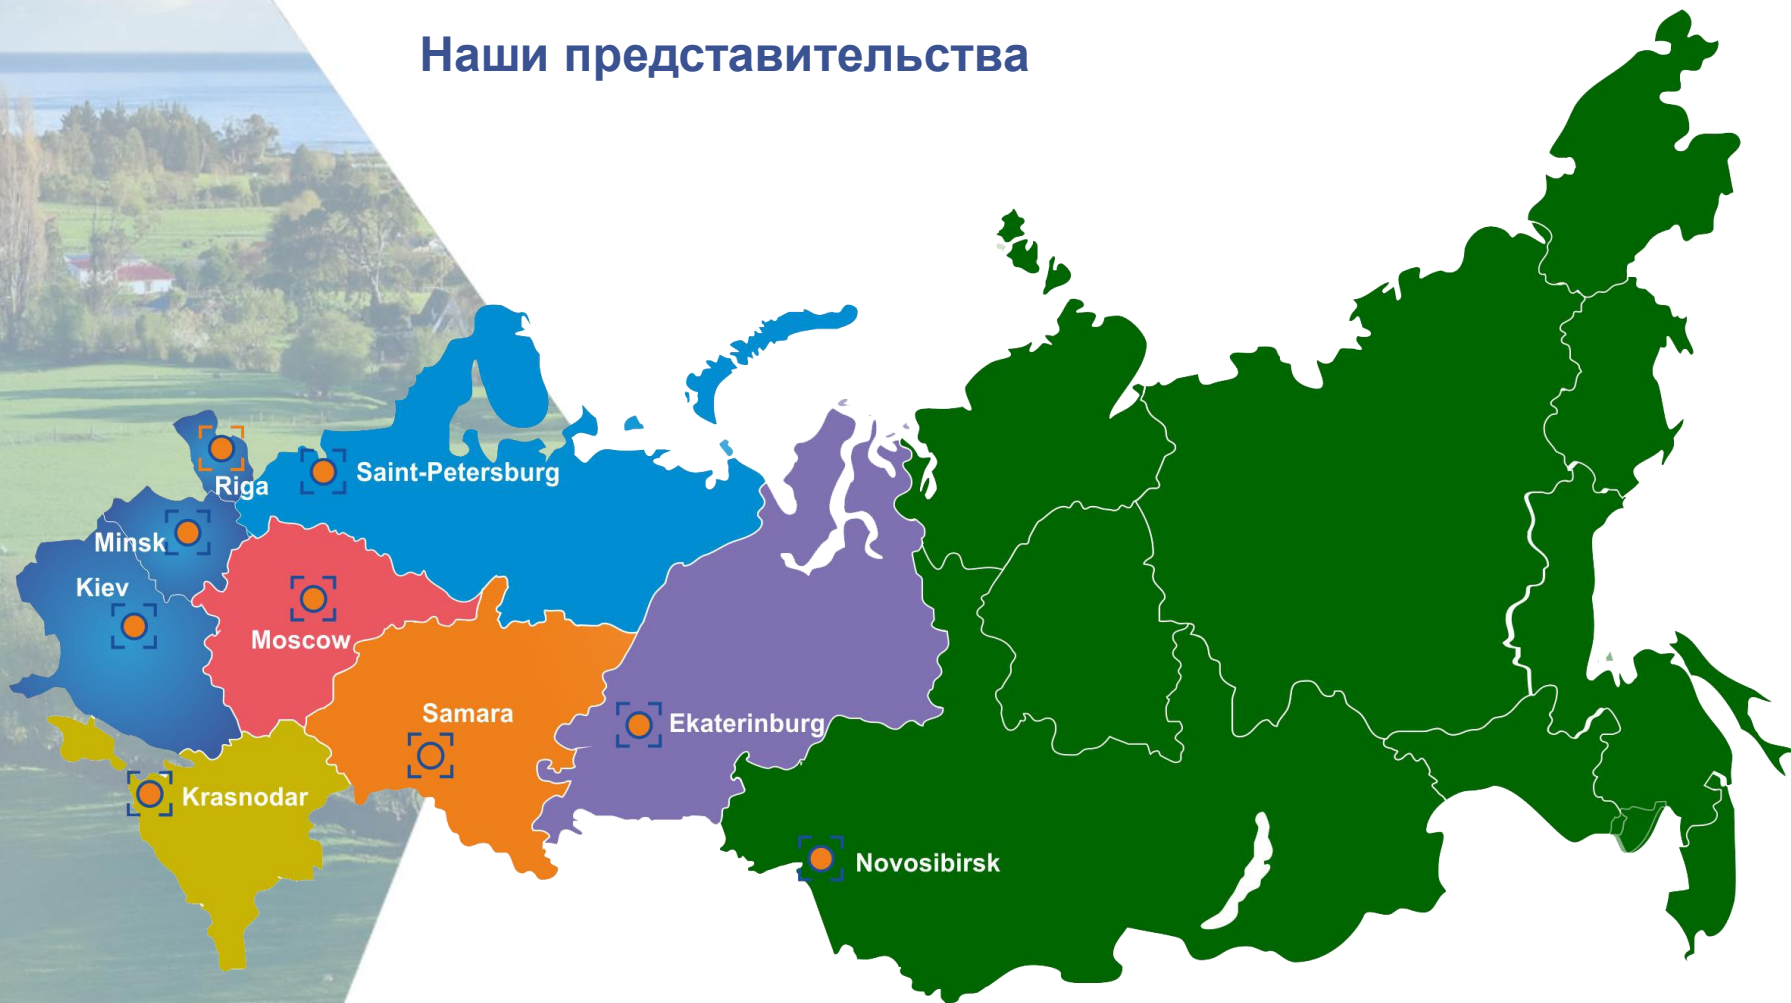 Наши представительства
Riga
Saint-Petersburg
Minsk
Kiev
Moscow
Samara
Ekaterinburg
Krasnodar
Novosibirsk